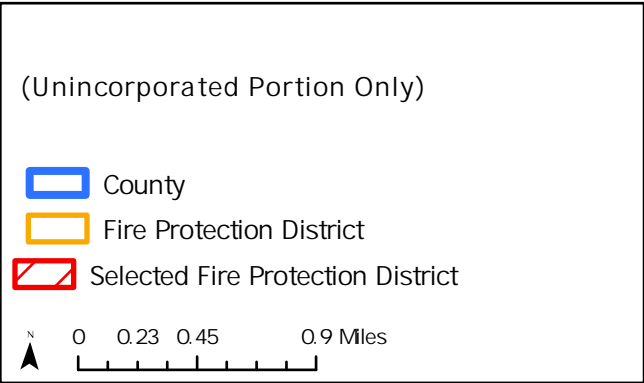 (Unincorporated Portion Only)
County
Fire Protection District
Selected Fire Protection District
N
0 0.23 0.45 0.9 Miles